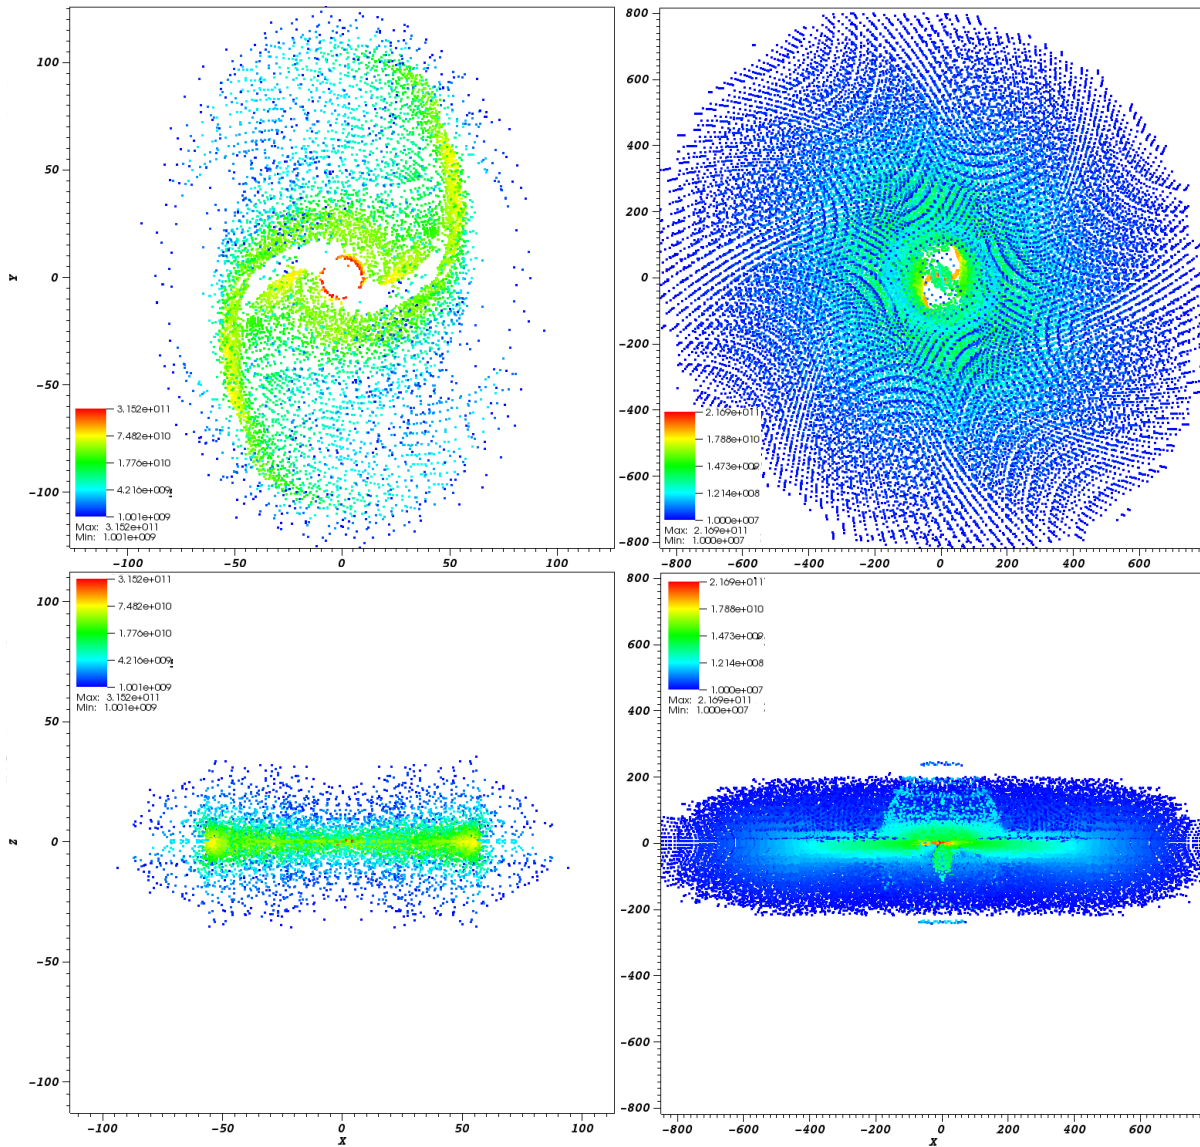 100
50
0
-50
-100
Y
3.152e+011
7.482e+010
1.776e+010
4.216e+009
1.001e+009
Max: 3.152e+011
Min: 1.001e+009
-100
-50
0
50
100
800
600
400
200
0
-200
-400
-600
-800
2.169e+011
1.788e+010
1.473e+009
1.214e+008
1.000e+007
Max: 2.169e+011
Min: 1.000e+007
-800
-600
-400
-200
0
200
400
600
100
50
0
-50
-100
Z
3.152e+011
7.482e+010
1.776e+010
4.216e+009
1.001e+009
Max: 3.152e+011
Min: 1.001e+009
-100
-50
0
50
100
X
800
600
400
200
0
-200
-400
-600
-800
2.169e+011
1.788e+010
1.473e+009
1.214e+008
1.000e+007
Max: 2.169e+011
Min: 1.000e+007
-800
-600
-400
-200
0
200
400
600
X